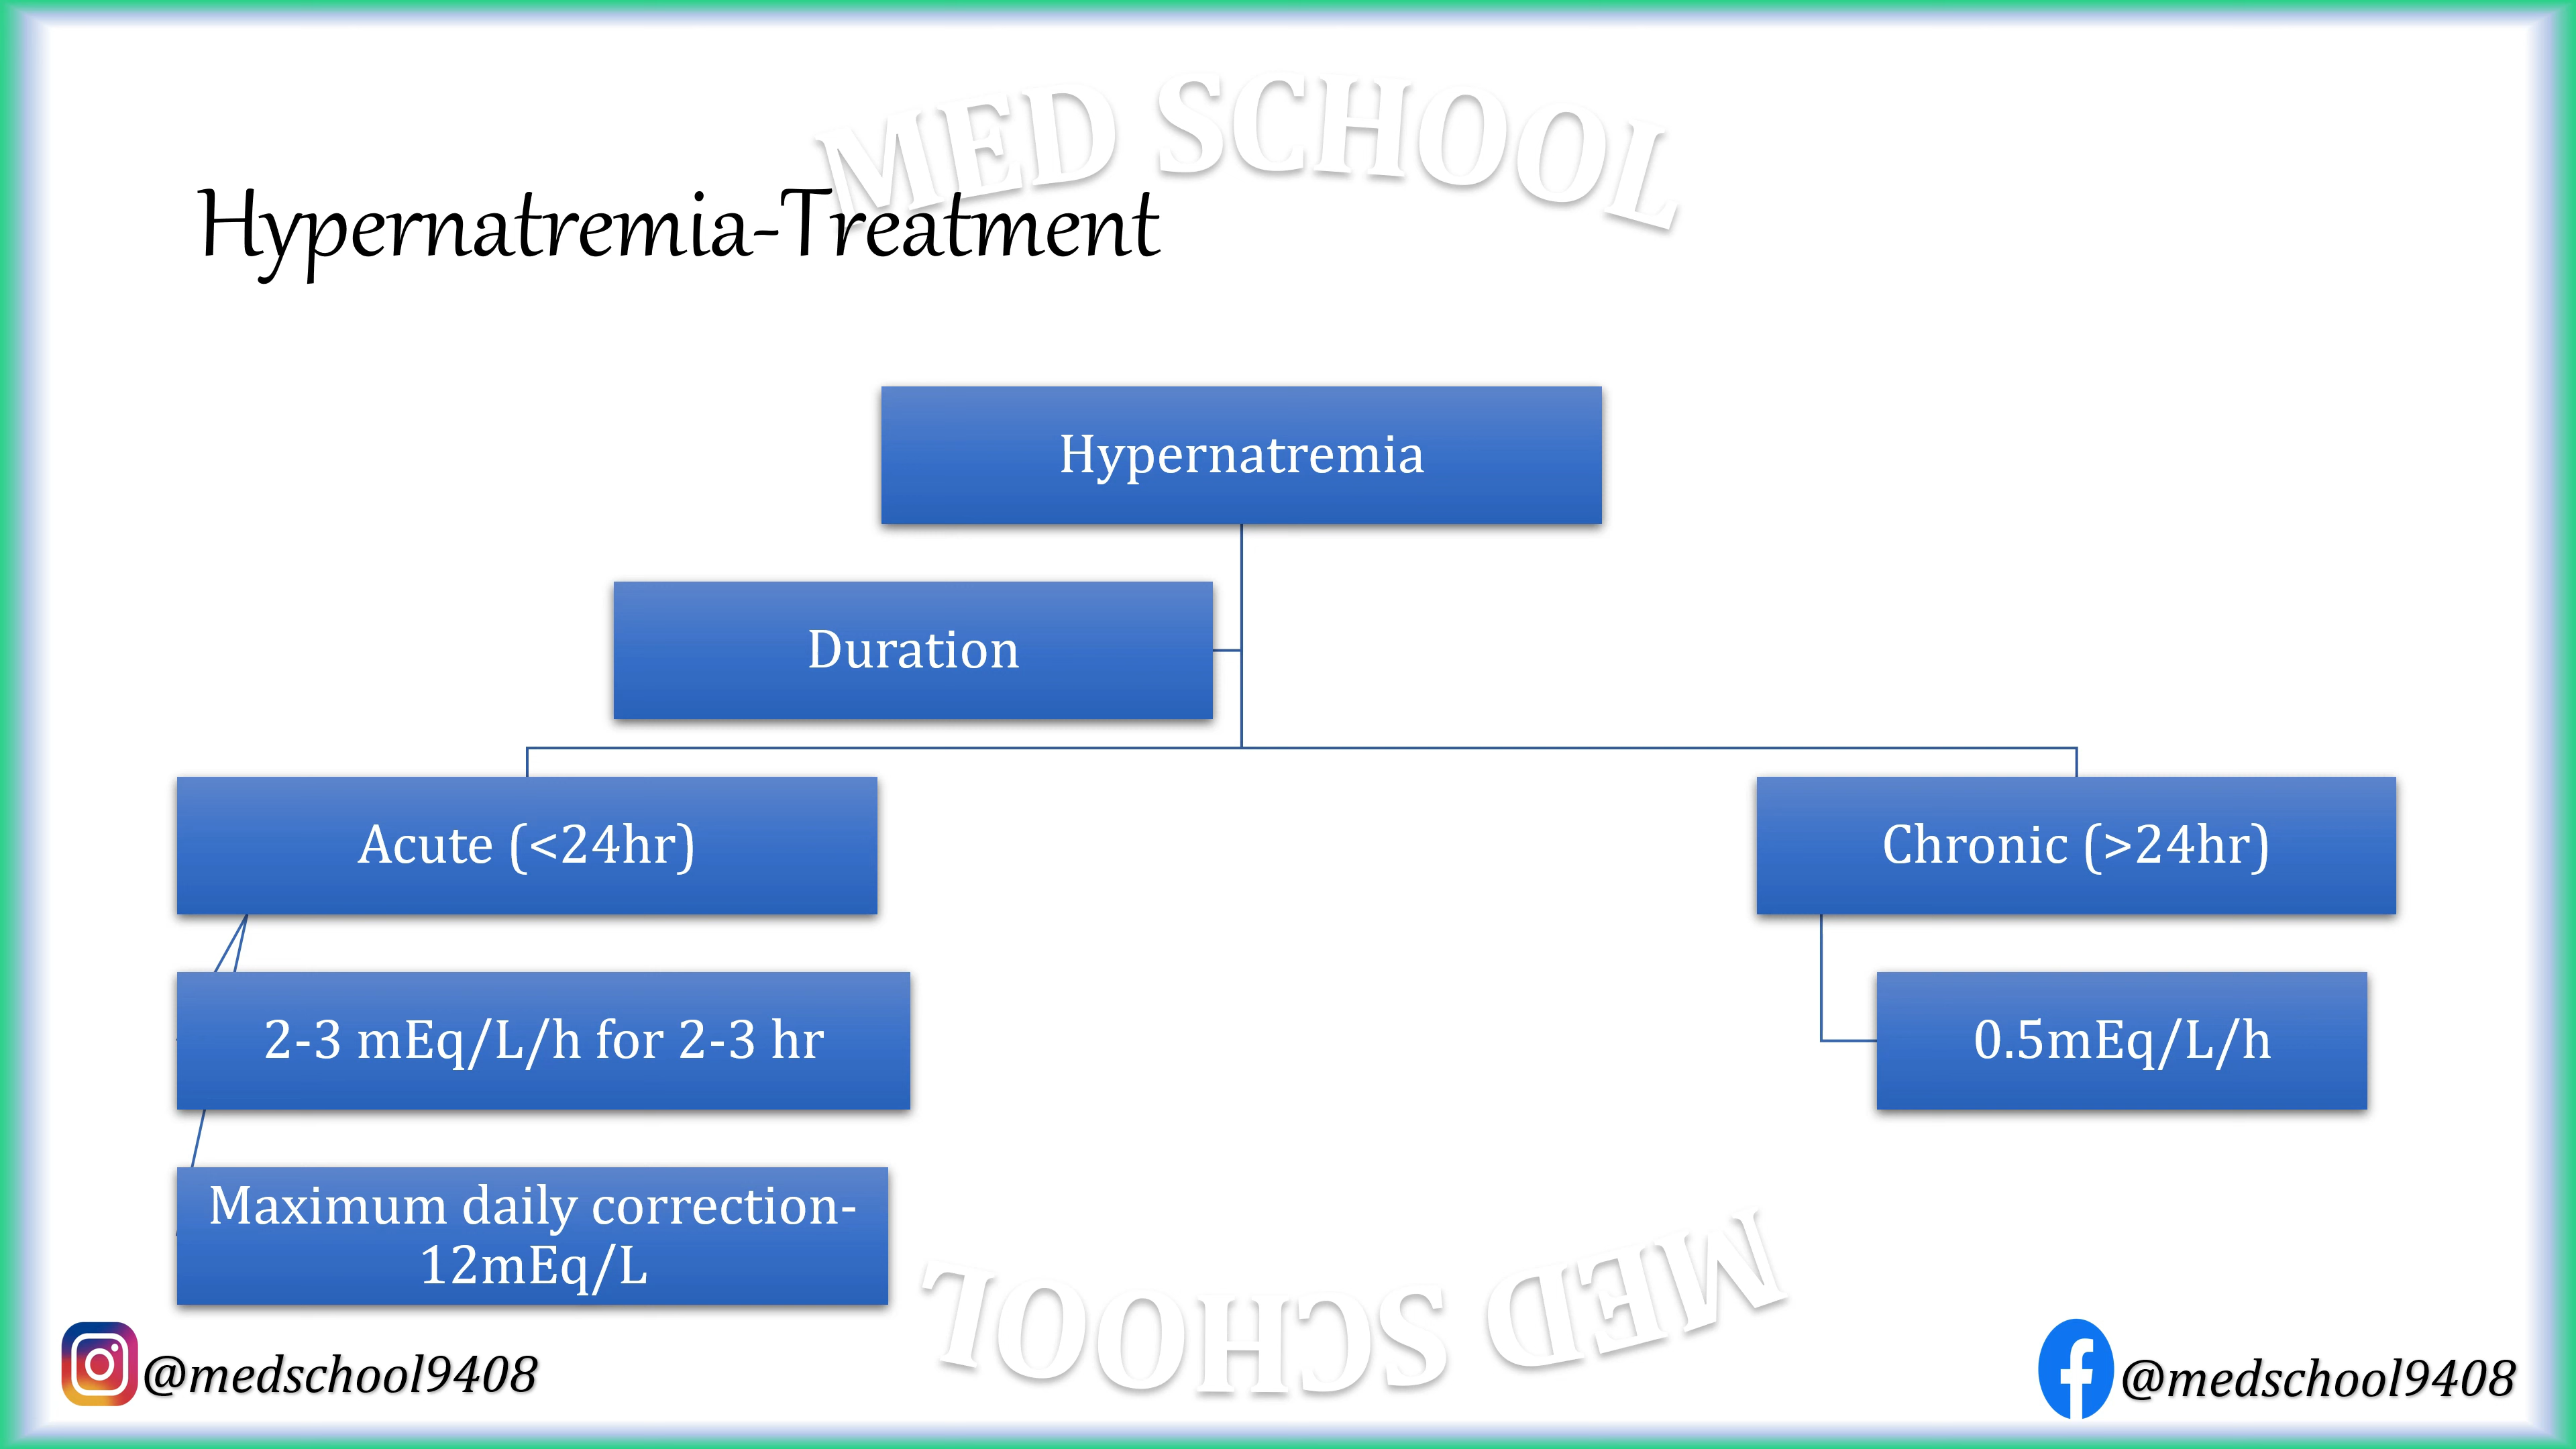 MED SCHOOL
Hypernatremia-Treatment
Hypernatremia
Duration
Acute (<24hr)
Chronic (>24hr)
2-3 mEq/L/h for 2-3 hr
0.5mEq/L/h
Maximum daily correction-
12mEq/L
MED SCHOOL
@medschool9408
@medschool9408